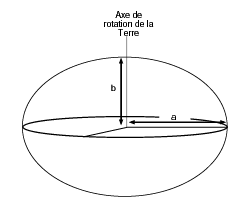 Axe de
rotation de la
Terre
b
a